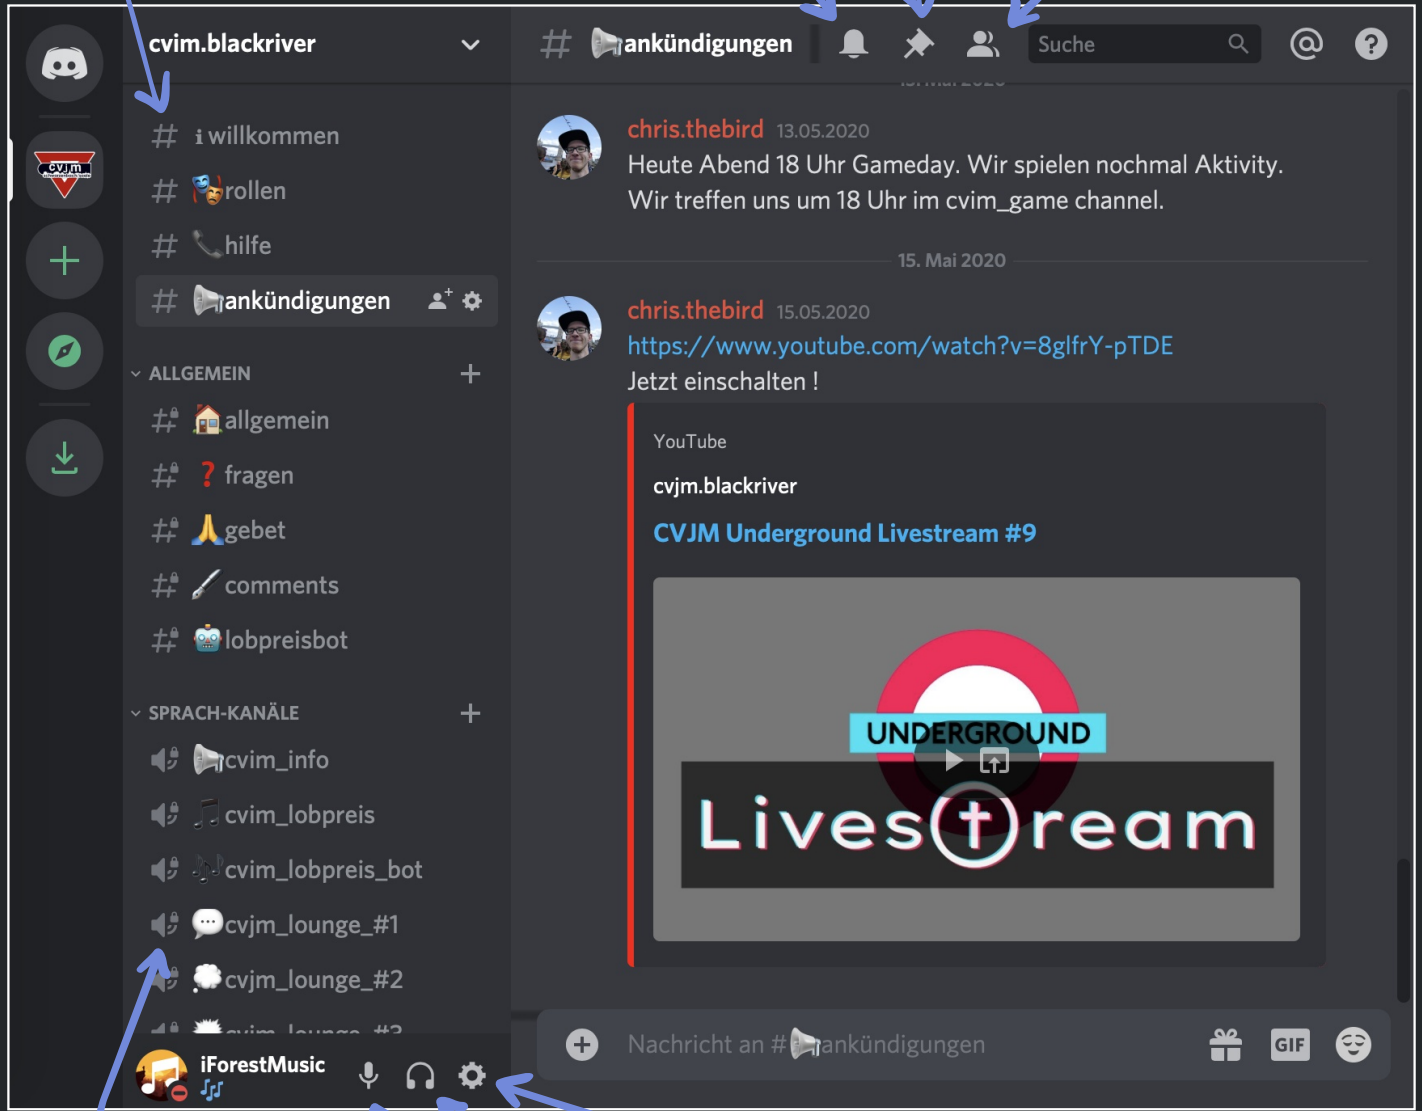 cvim.blackriver
cvjm
# i willkommen
# rollen
# hilfe
# ankündigungen
ALLGEMEIN
# allgemein
# ❓ fragen
# gebet
# comments
# lobpreisbot
SPRACH-KANÄLE
cvim_info
cvim_lobpreis
cvim_lobpreis_bot
cvjm_lounge_#1
cvjm_lounge_#2
iForestMusic
# ankündigungen
Suche
@
?
13. Mai 2020
chris.thebird 13.05.2020
Heute Abend 18 Uhr Gameday. Wir spielen nochmal Aktivity.
Wir treffen uns um 18 Uhr im cvim_game channel.
15. Mai 2020
chris.thebird 15.05.2020
https://www.youtube.com/watch?v=8glfrY-pTDE
Jetzt einschalten !
YouTube
cvjm.blackriver
CVJM Underground Livestream #9
UNDERGROUND
Livestream
Nachricht an # ankündigungen
GIF